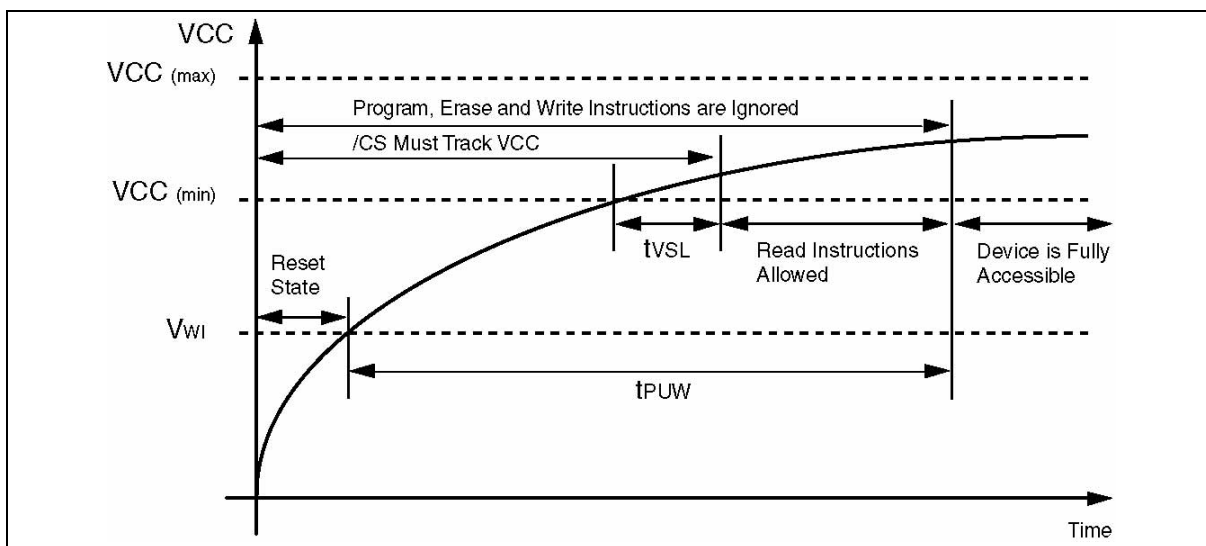 VCC
VCC (max)
Program, Erase and Write Instructions are Ignored
/CS Must Track VCC
VCC (min)
tVSL
Read Instructions
Allowed
Device is Fully
Accessible
Reset
State
VWI
tPUW
Time